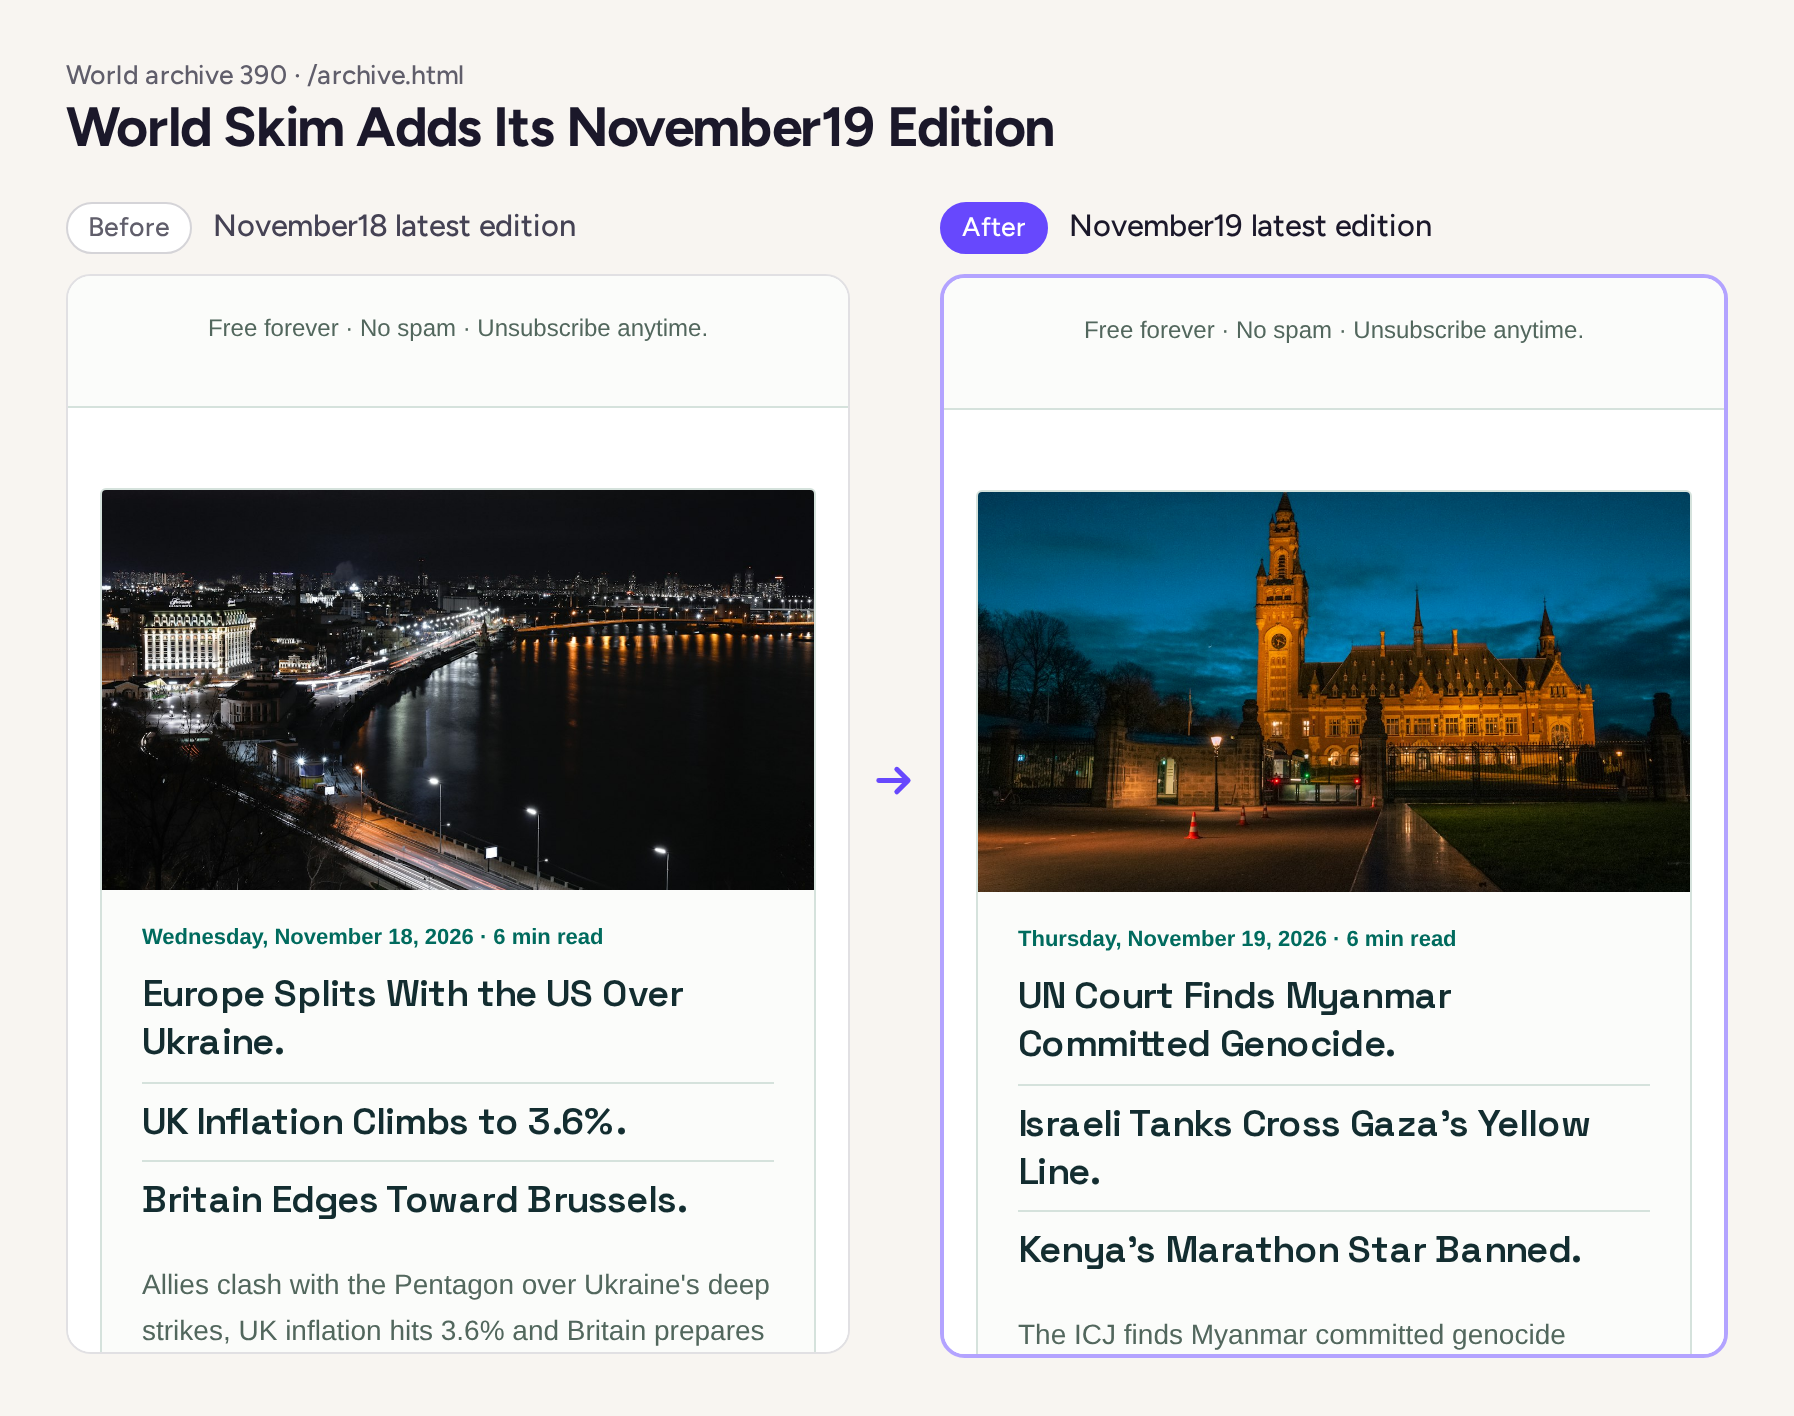 World archive 390 · /archive.html
World Skim Adds Its November19 Edition
Before
November18 latest edition
Free forever · No spam · Unsubscribe anytime.
Wednesday, November 18, 2026 · 6 min read
Europe Splits With the US Over
Ukraine.
UK Inflation Climbs to 3.6%.
Britain Edges Toward Brussels.
Allies clash with the Pentagon over Ukraine's deep
strikes, UK inflation hits 3.6% and Britain prepares
After
November19 latest edition
Free forever · No spam · Unsubscribe anytime.
Thursday, November 19, 2026 · 6 min read
UN Court Finds Myanmar
Committed Genocide.
Israeli Tanks Cross Gaza’s Yellow
Line.
Kenya’s Marathon Star Banned.
The ICJ finds Myanmar committed genocide